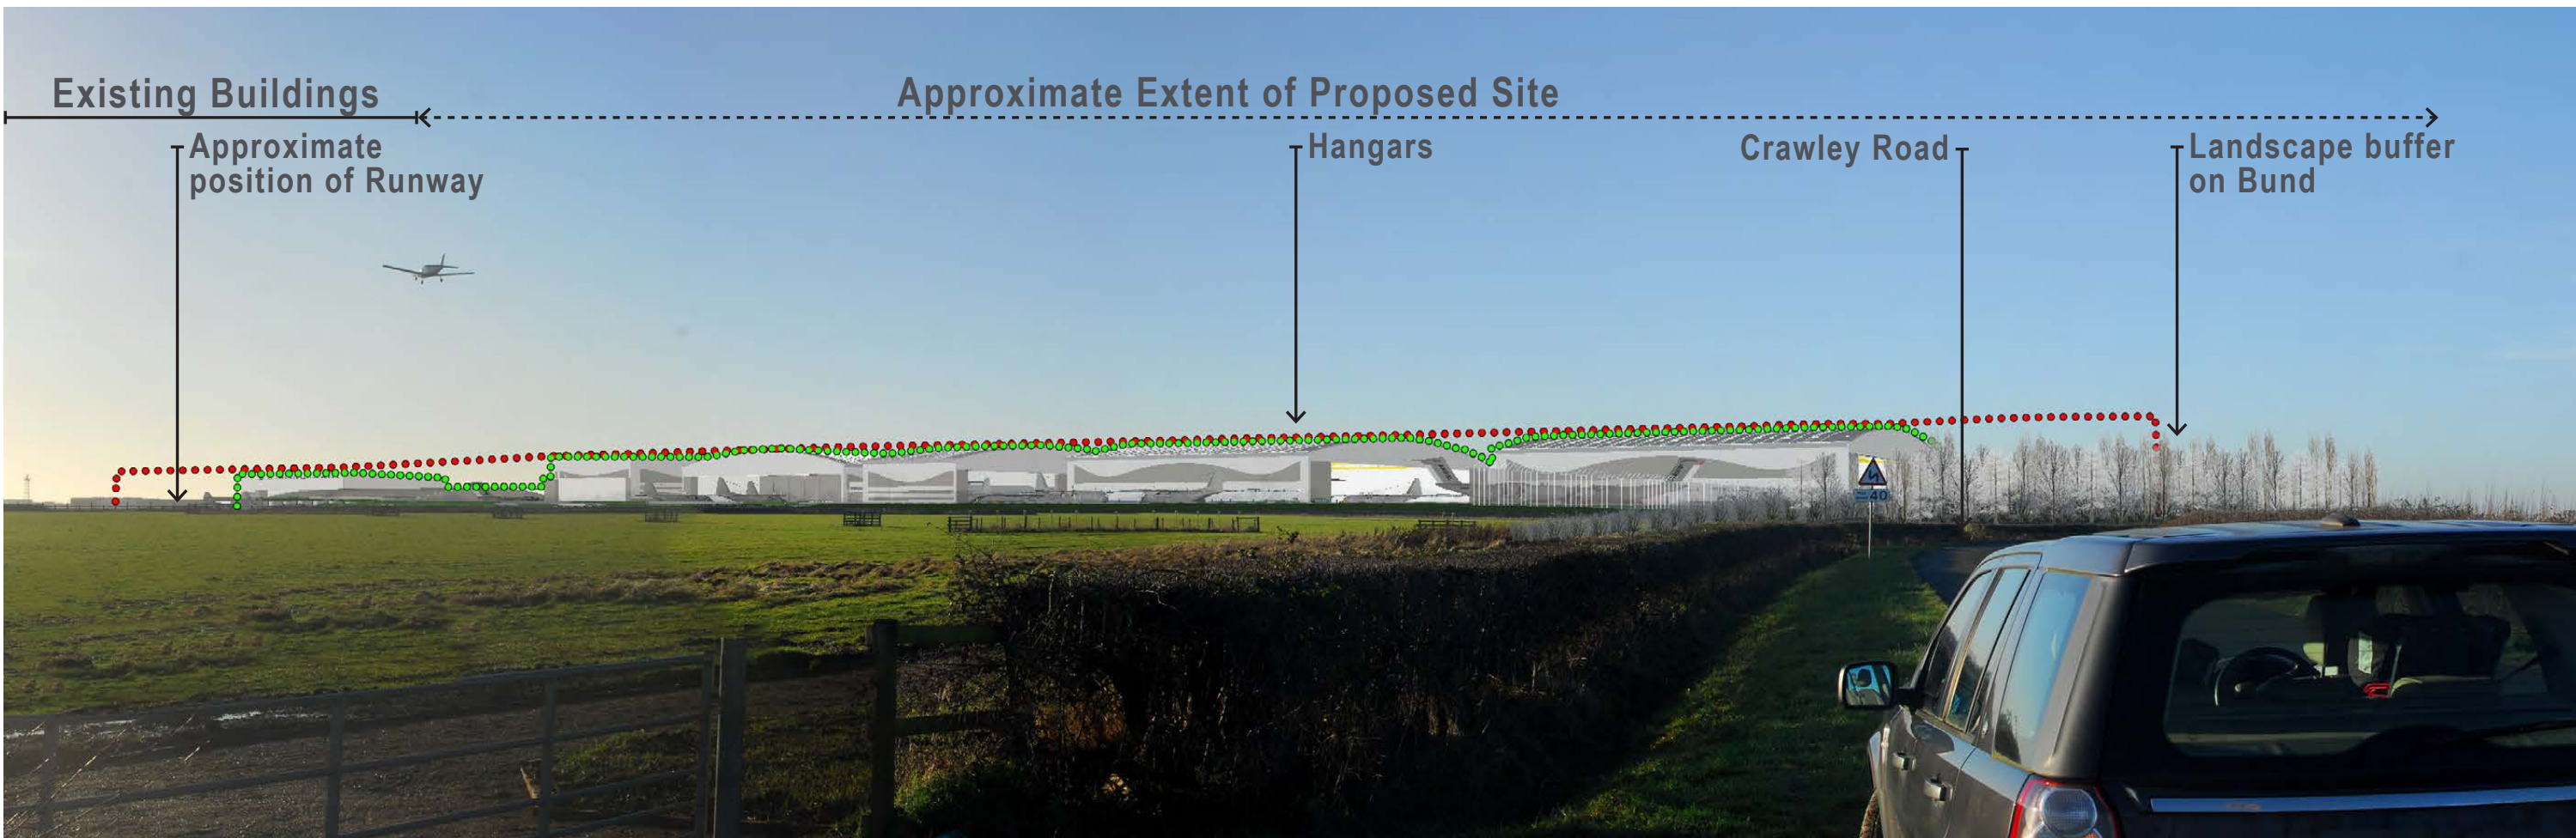 Existing Buildings
Approximate Extent of Proposed Site
Approximate
position of Runway
Hangars
Crawley Road
Landscape buffer
on Bund
40